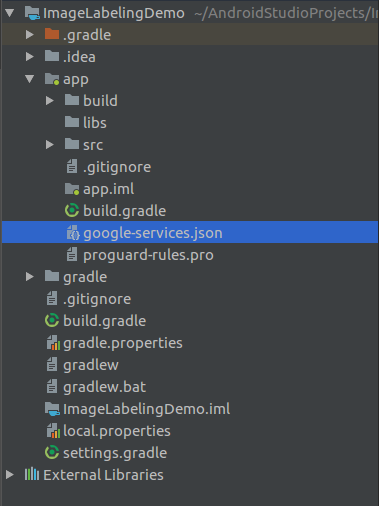 ImageLabelingDemo ~/AndroidStudioProjects/I
.gradle
.idea
app
build
libs
src
.gitignore
app.iml
build.gradle
google-services.json
proguard-rules.pro
gradle
.gitignore
build.gradle
gradle.properties
gradlew
gradlew.bat
ImageLabelingDemo.iml
local.properties
settings.gradle
External Libraries